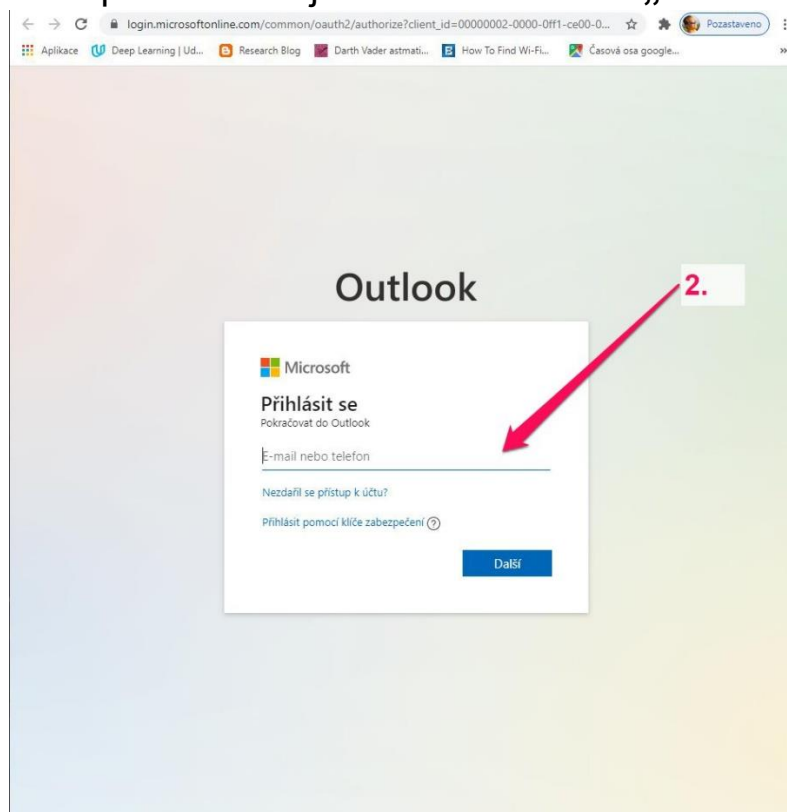 login.microsoftonline.com/common/oauth2/authorize?client_id=00000002-0000-0ff1-ce00-0... Pozastaveno
Aplikace Deep Learning | Ud... Research Blog Darth Vader astmati... How To Find Wi-Fi... Časová osa google... »
Outlook
2.
Microsoft
Přihlásit se
Pokračovat do Outlook
E-mail nebo telefon
Nezdařil se přístup k účtu?
Přihlásit pomocí klíče zabezpečení ?
Další